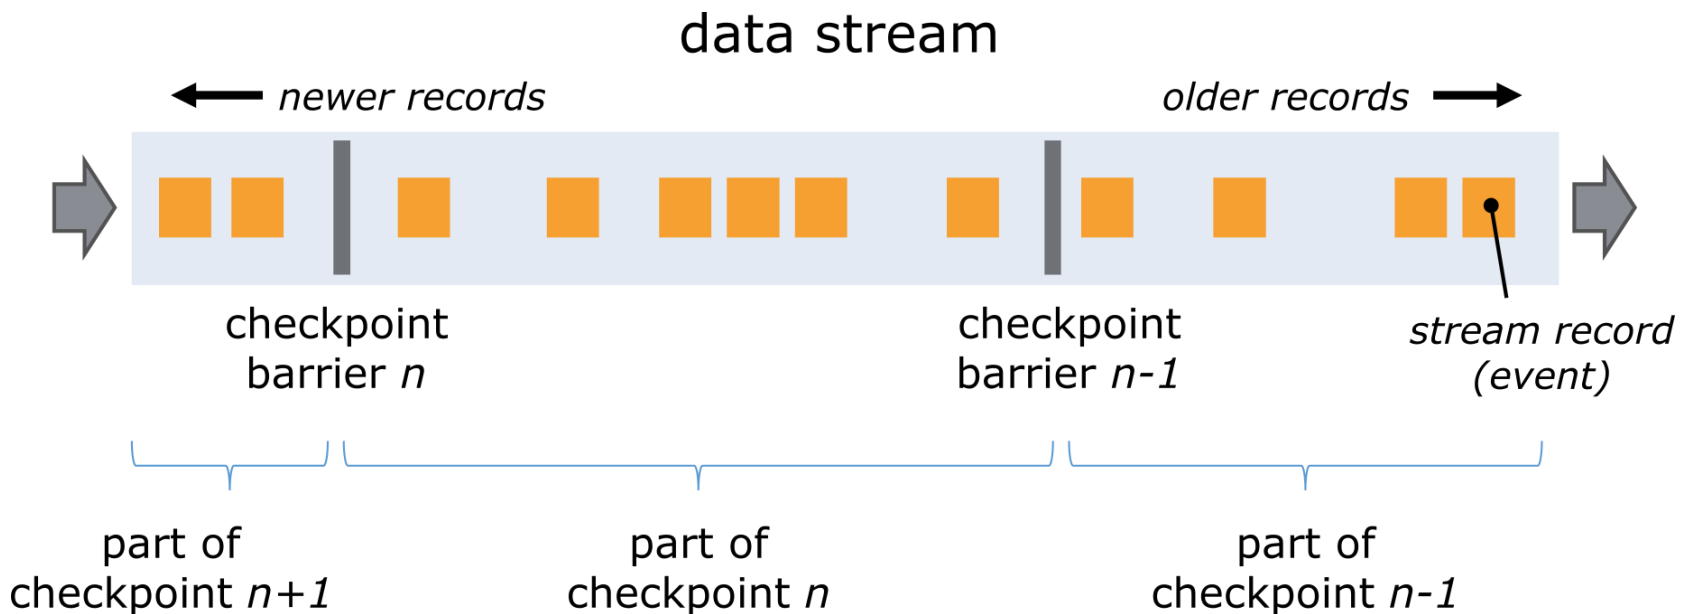 data stream
newer records
older records
checkpoint
barrier n
checkpoint
barrier n-1
stream record
(event)
part of
checkpoint n+1
part of
checkpoint n
part of
checkpoint n-1